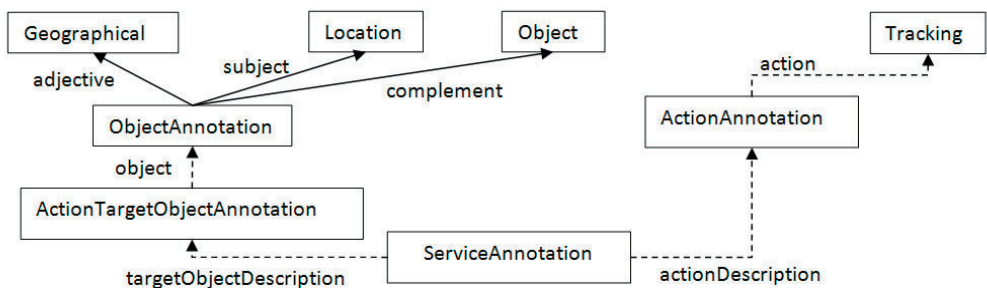 Geographical
Location
Object
Tracking
adjective
subject
complement
action
ObjectAnnotation
ActionAnnotation
object
ActionTargetObjectAnnotation
ServiceAnnotation
targetObjectDescription
actionDescription